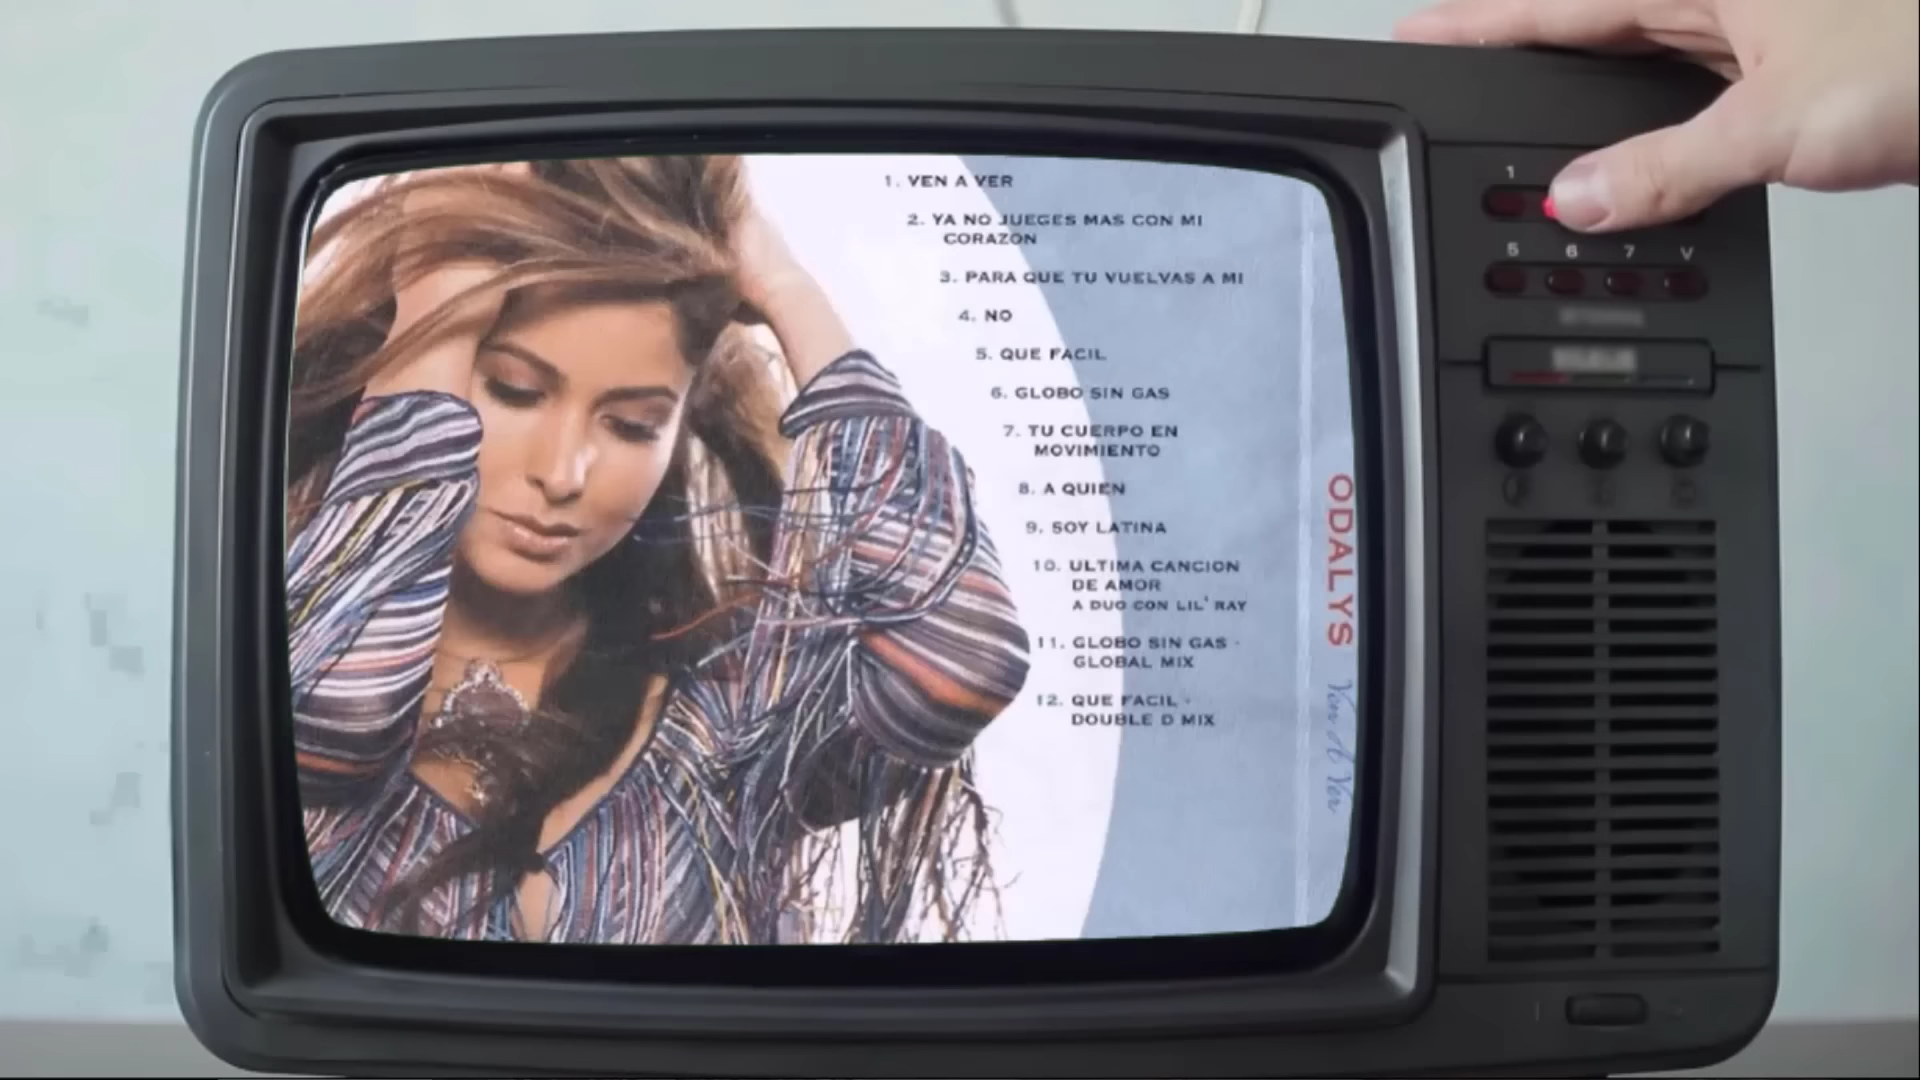 1. VEN A VER
2. YA NO JUEGES MAS CON MI
CORAZON
3. PARA QUE TU VUELVAS A MI
4. NO
5. QUE FACIL
6. GLOBO SIN GAS
7. TU CUERPO EN
MOVIMIENTO
8. A QUIEN
9. SOY LATINA
10. ULTIMA CANCION
DE AMOR
A DUO CON LIL' RAY
11. GLOBO SIN GAS -
GLOBAL MIX
12. QUE FACIL -
DOUBLE D MIX
ODALYS
Ven A Ver
1
5 6 7 V